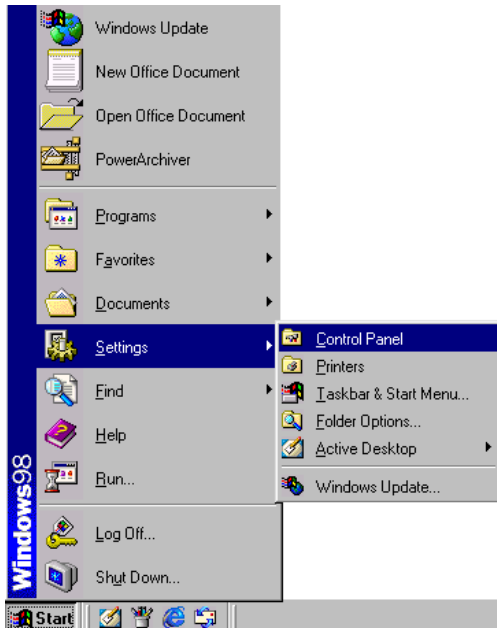 Windows Update
New Office Document
Open Office Document
PowerArchiver
Programs
Favorites
Documents
Settings
Find
Help
Run...
Log Off...
Shut Down...
Windows98
Control Panel
Printers
Taskbar & Start Menu...
Folder Options...
Active Desktop
Windows Update...
Start